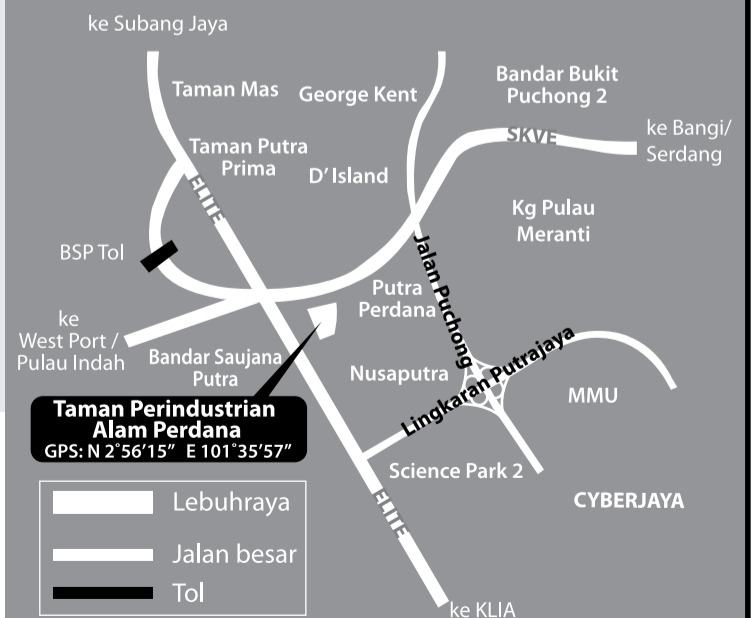 ke Subang Jaya
Taman Mas
George Kent
Bandar Bukit
Puchong 2
SKVE
ke Bangi/
Serdang
Taman Putra
Prima
D’Island
ELITE
Kg Pulau
Meranti
BSP Tol
Jalan Puchong
Putra
Perdana
ke
West Port /
Pulau Indah
Bandar Saujana
Putra
Nusaputra
Lingkaran Putrajaya
MMU
Taman Perindustrian
Alam Perdana
GPS: N 2˚56’15” E 101˚35’57”
Science Park 2
CYBERJAYA
ELITE
Lebuhraya
Jalan besar
Tol
ke KLIA